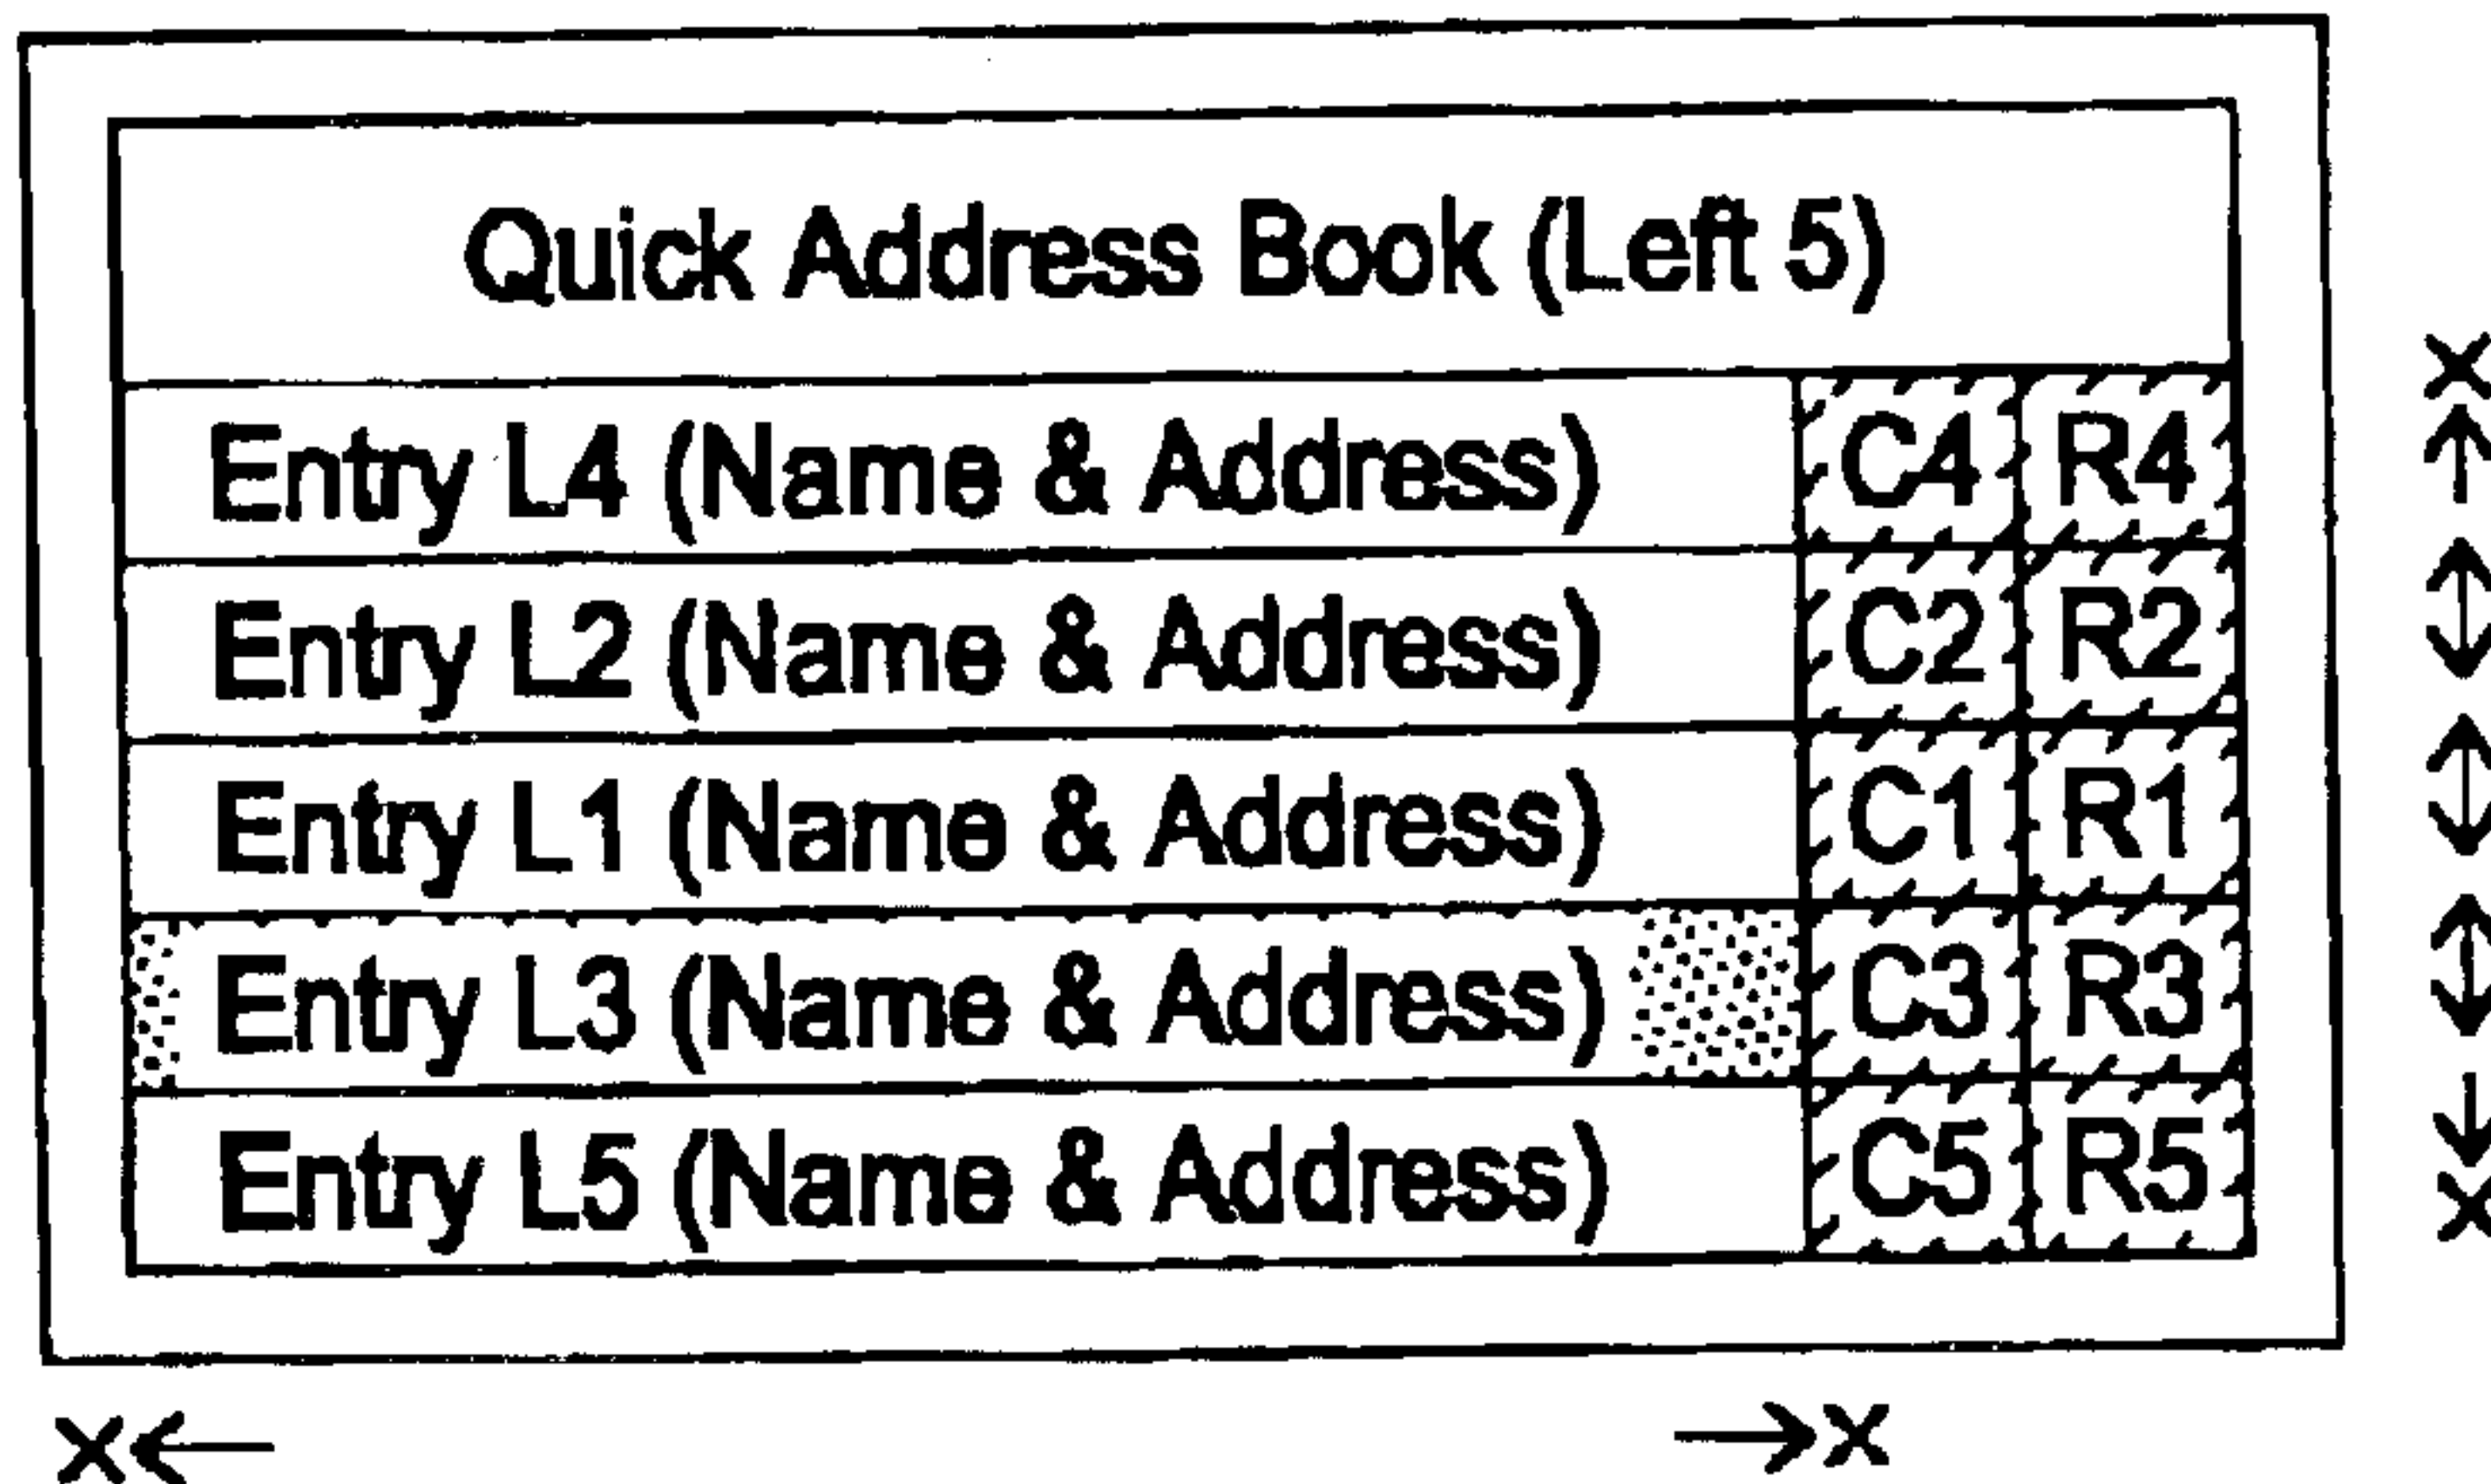 Quick Address Book (Left 5)
Entry L4 (Name & Address) C4 R4
Entry L2 (Name & Address) C2 R2
Entry L1 (Name & Address) C1 R1
Entry L3 (Name & Address) C3 R3
Entry L5 (Name & Address) C5 R5